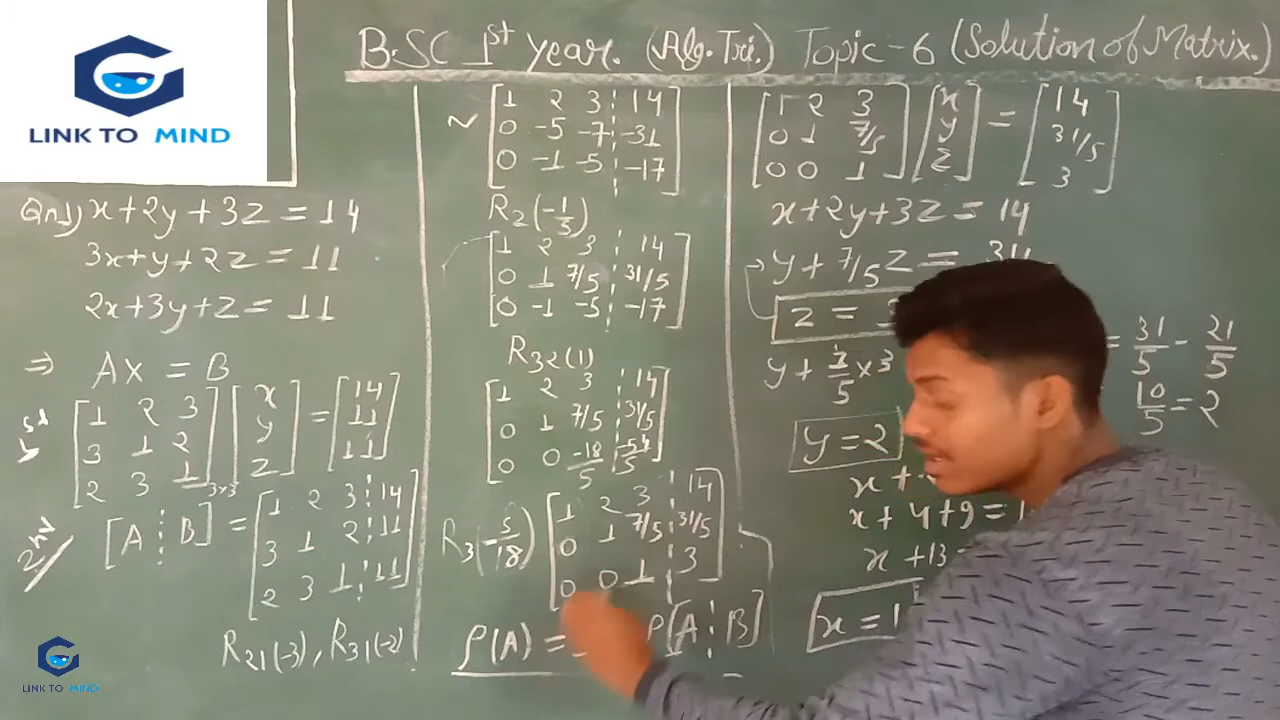 LINK TO MIND
B.SC 1st year. (Alg. Tri.) Topic-6 (Solution of Matrix.)
Qn1) x+2y+3z=14
3x+y+2z=11
2x+3y+z=11
⇒ AX = B
1st [1 2 3] [x] = [14]
[3 1 2] [y] [11]
[2 3 1]3×3 [z] [11]
2nd [A ⋮ B] = [1 2 3 ⋮ 14]
[3 1 2 ⋮ 11]
[2 3 1 ⋮ 11]
R21(-3), R31(-2)
~ [1 2 3 ⋮ 14]
[0 -5 -7 ⋮ -31]
[0 -1 -5 ⋮ -17]
R2(-1/5)
[1 2 3 ⋮ 14]
[0 1 7/5 ⋮ 31/5]
[0 -1 -5 ⋮ -17]
R32(1)
[1 2 3 ⋮ 14]
[0 1 7/5 ⋮ 31/5]
[0 0 -18/5 ⋮ -54/5]
R3(-5/18) [1 2 3 ⋮ 14]
[0 1 7/5 ⋮ 31/5]
[0 0 1 ⋮ 3]
ρ(A) = ρ[A ⋮ B]
[1 2 3] [x] = [14]
[0 1 7/5] [y] [31/5]
[0 0 1] [z] [3]
x+2y+3z=14
y+7/5z=
z=
y+7/5×3
= 31/5 - 21/5
10/5=2
y=2
x+
x+4+9=1
x+13
x=1
LINK TO MIND